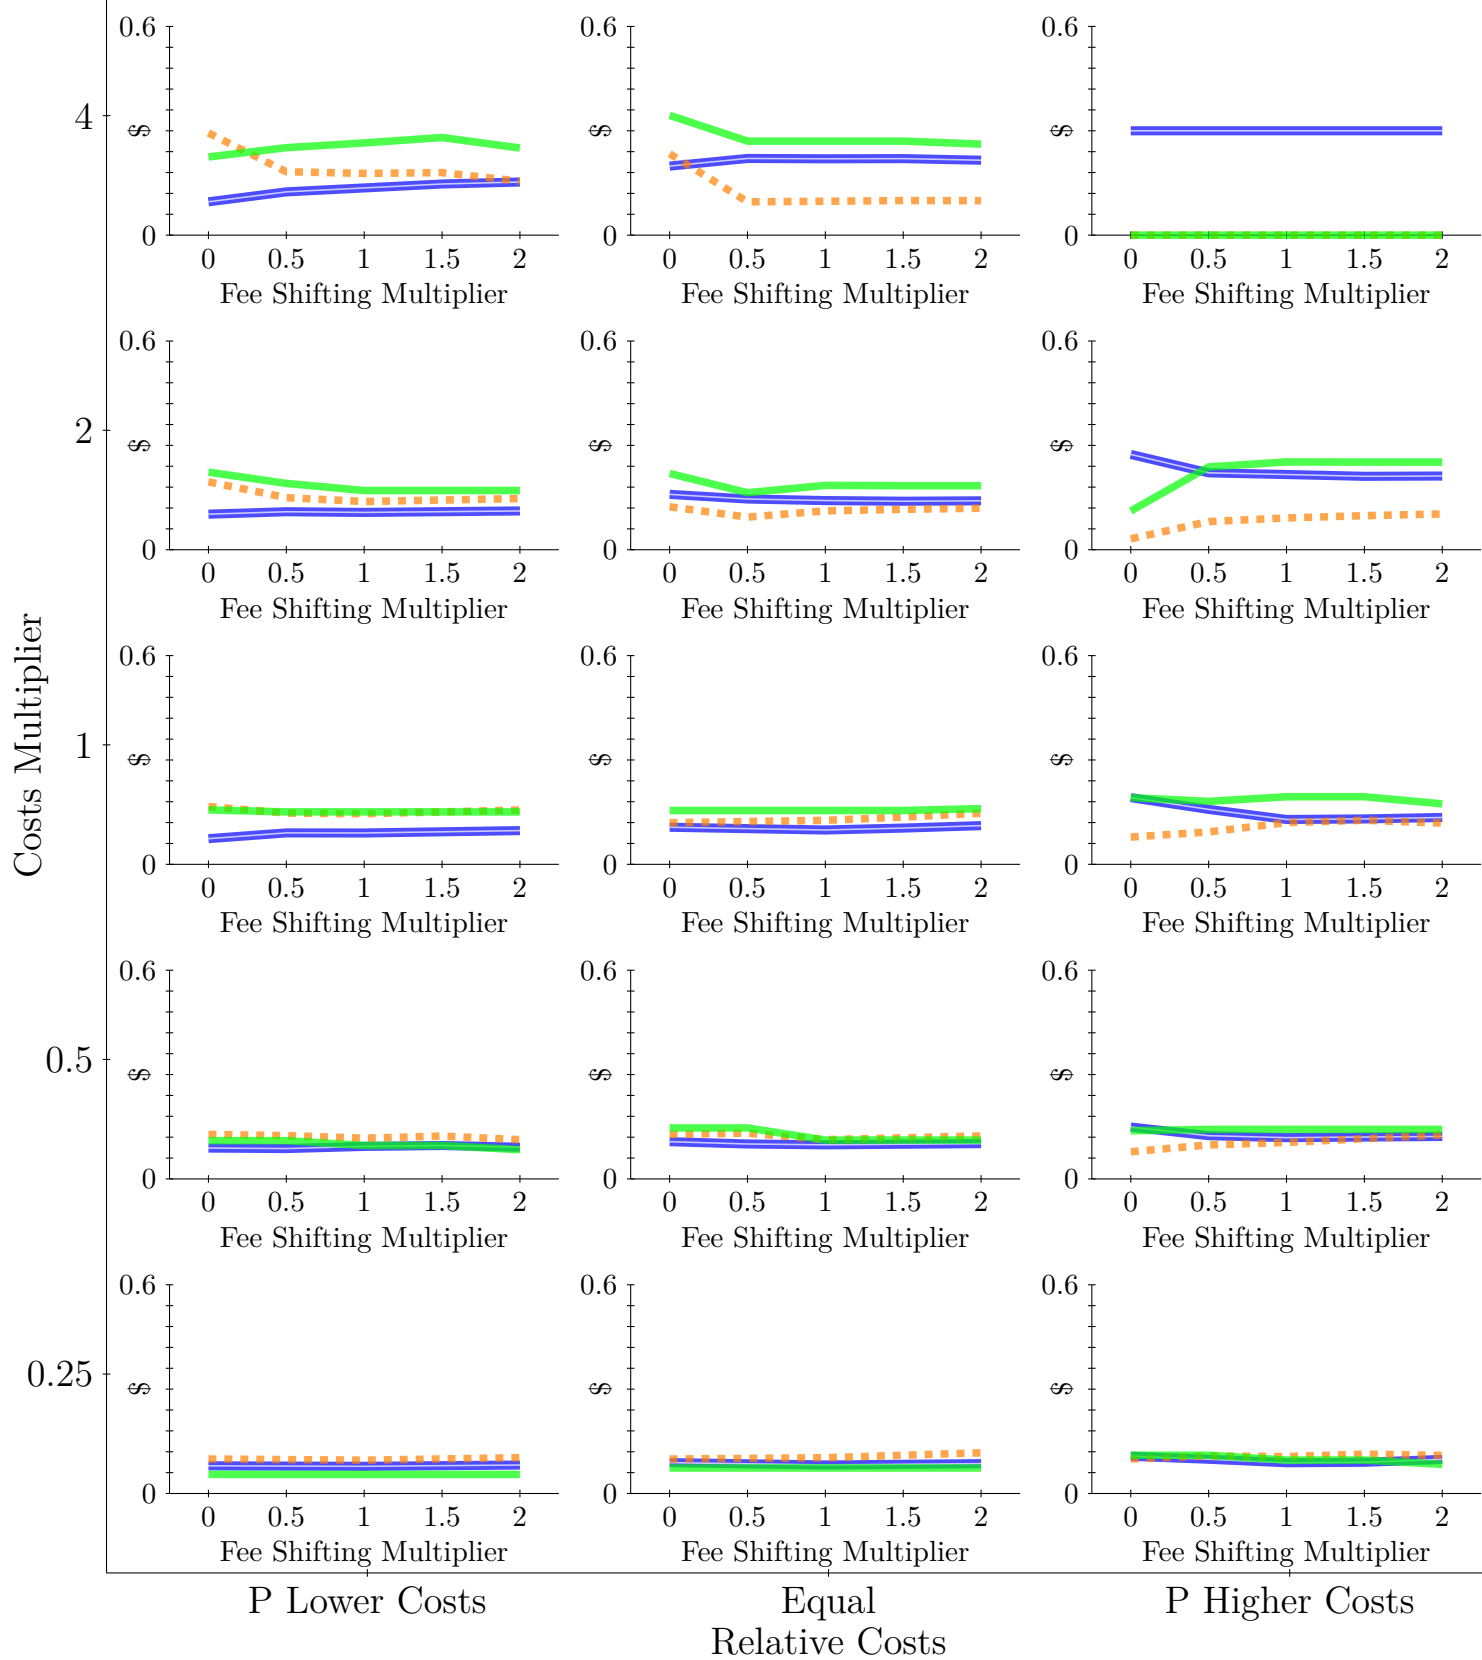 0.6 0.6 0.6
4 $ $ $
0 0 0
0 0.5 1 1.5 2 0 0.5 1 1.5 2 0 0.5 1 1.5 2
Fee Shifting Multiplier Fee Shifting Multiplier Fee Shifting Multiplier
0.6 0.6 0.6
2 $ $ $
0 0 0
0 0.5 1 1.5 2 0 0.5 1 1.5 2 0 0.5 1 1.5 2
Fee Shifting Multiplier Fee Shifting Multiplier Fee Shifting Multiplier
Costs Multiplier
0.6 0.6 0.6
1 $ $ $
0 0 0
0 0.5 1 1.5 2 0 0.5 1 1.5 2 0 0.5 1 1.5 2
Fee Shifting Multiplier Fee Shifting Multiplier Fee Shifting Multiplier
0.6 0.6 0.6
0.5 $ $ $
0 0 0
0 0.5 1 1.5 2 0 0.5 1 1.5 2 0 0.5 1 1.5 2
Fee Shifting Multiplier Fee Shifting Multiplier Fee Shifting Multiplier
0.6 0.6 0.6
0.25 $ $ $
0 0 0
0 0.5 1 1.5 2 0 0.5 1 1.5 2 0 0.5 1 1.5 2
Fee Shifting Multiplier Fee Shifting Multiplier Fee Shifting Multiplier
P Lower Costs Equal P Higher Costs
Relative Costs